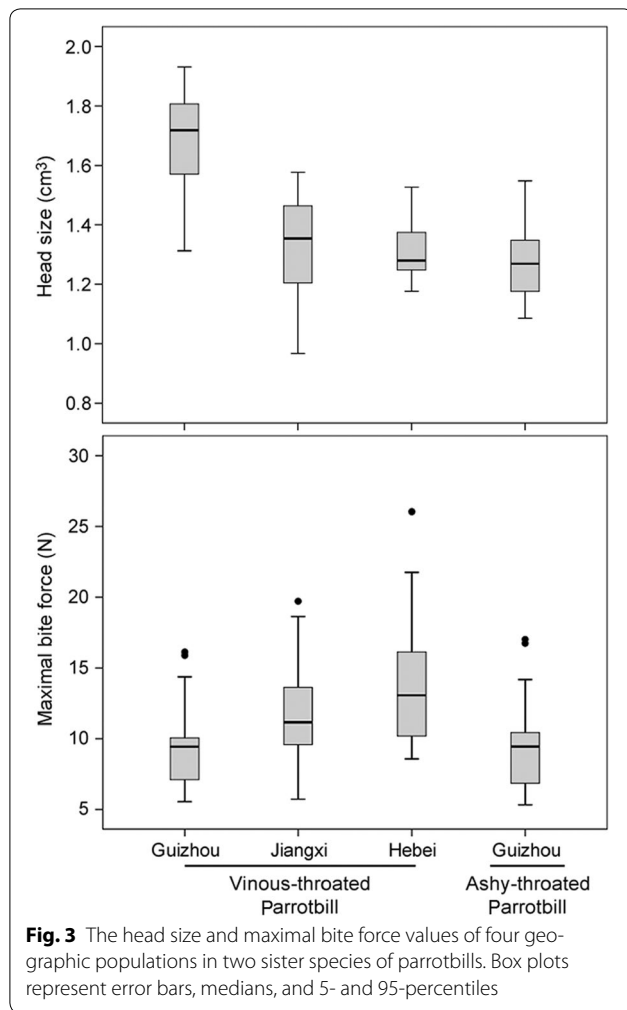 2.0
1.8
1.6
1.4
1.2
1.0
0.8
Head size (cm³)
30
25
20
15
10
5
Maximal bite force (N)
Guizhou Jiangxi Hebei Guizhou
Vinous-throated Ashy-throated
Parrotbill Parrotbill
Fig. 3 The head size and maximal bite force values of four geo-
graphic populations in two sister species of parrotbills. Box plots
represent error bars, medians, and 5- and 95-percentiles